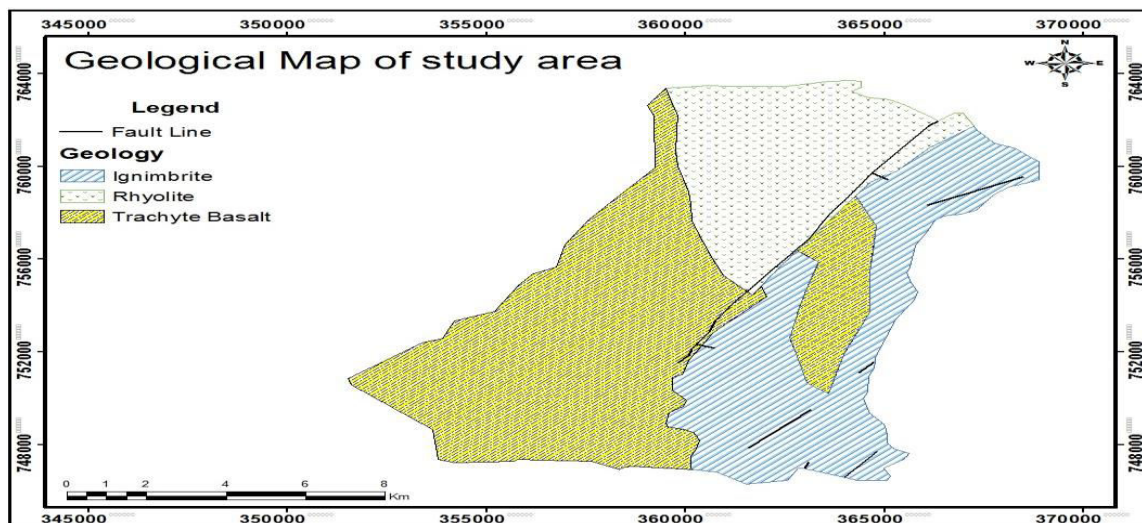 345000 350000 355000 360000 365000 370000
Geological Map of study area
N
W E
S
764000 764000
Legend
Fault Line
Geology
760000 760000
Ignimbrite
Rhyolite
Trachyte Basalt
756000 756000
752000 752000
748000 748000
0 1 2 4 6 8
Km
345000 350000 355000 360000 365000 370000